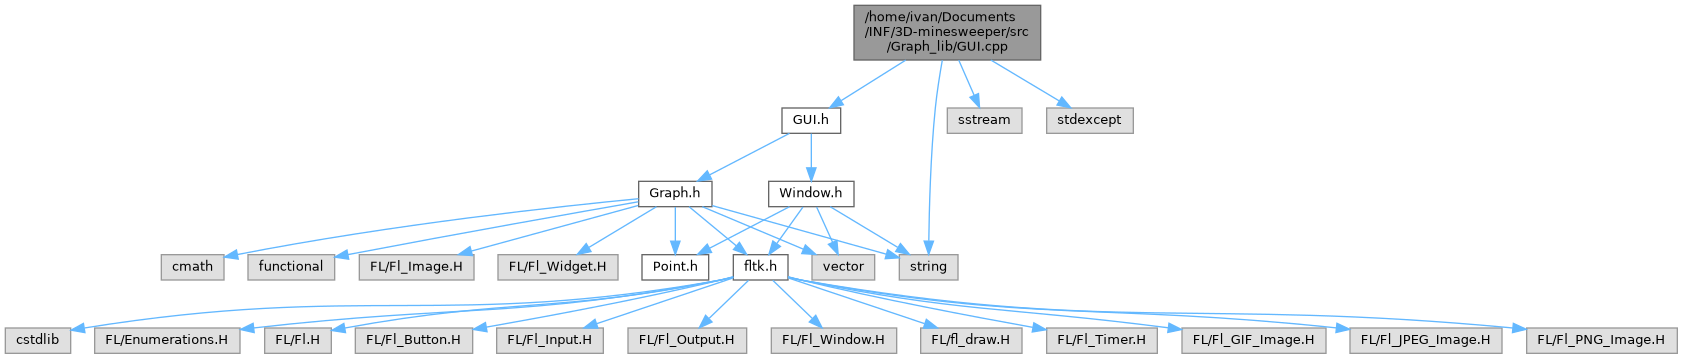 /home/ivan/Documents
/INF/3D-minesweeper/src
/Graph_lib/GUI.cpp
GUI.h
sstream
stdexcept
Graph.h
Window.h
cmath
functional
FL/Fl_Image.H
FL/Fl_Widget.H
Point.h
fltk.h
vector
string
cstdlib
FL/Enumerations.H
FL/Fl.H
FL/Fl_Button.H
FL/Fl_Input.H
FL/Fl_Output.H
FL/Fl_Window.H
FL/fl_draw.H
FL/Fl_Timer.H
FL/Fl_GIF_Image.H
FL/Fl_JPEG_Image.H
FL/Fl_PNG_Image.H